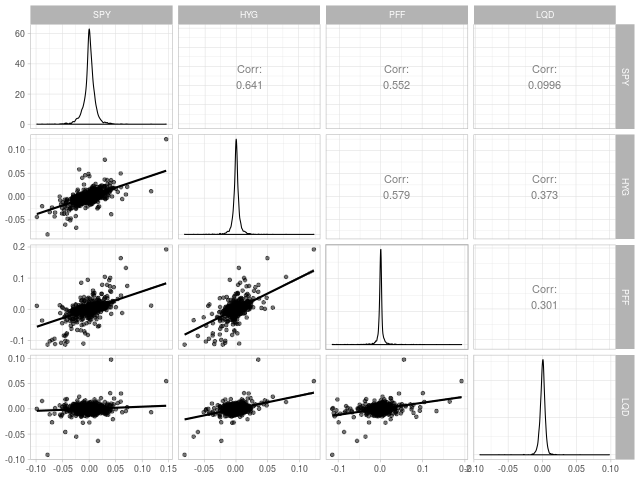 SPY HYG PFF LQD
60
40
20
0
Corr:
0.641
Corr:
0.552
Corr:
0.0996
SPY
0.10
0.05
0.00
-0.05
Corr:
0.579
Corr:
0.373
HYG
0.2
0.1
0.0
-0.1
Corr:
0.301
PFF
0.10
0.05
0.00
-0.05
-0.10
LQD
-0.10 -0.05 0.00 0.05 0.10 0.15 -0.05 0.00 0.05 0.10 -0.1 0.0 0.1 0.2 -0.10 -0.05 0.00 0.05 0.10